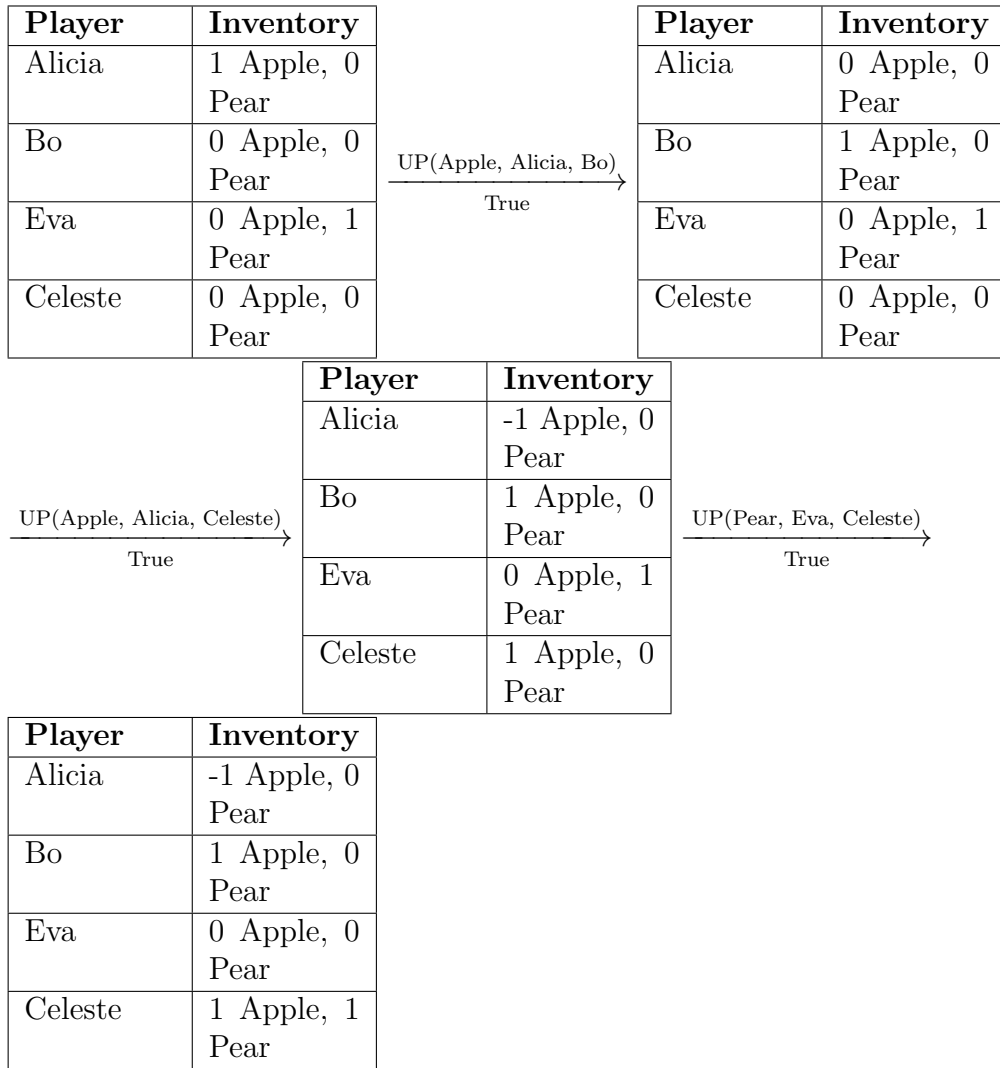 Player Inventory
Alicia 1 Apple, 0
Pear
Bo 0 Apple, 0
Pear
Eva 0 Apple, 1
Pear
Celeste 0 Apple, 0
Pear
UP(Apple, Alicia, Bo)
True
Player Inventory
Alicia 0 Apple, 0
Pear
Bo 1 Apple, 0
Pear
Eva 0 Apple, 1
Pear
Celeste 0 Apple, 0
Pear
UP(Apple, Alicia, Celeste)
True
Player Inventory
Alicia -1 Apple, 0
Pear
Bo 1 Apple, 0
Pear
Eva 0 Apple, 1
Pear
Celeste 1 Apple, 0
Pear
UP(Pear, Eva, Celeste)
True
Player Inventory
Alicia -1 Apple, 0
Pear
Bo 1 Apple, 0
Pear
Eva 0 Apple, 0
Pear
Celeste 1 Apple, 1
Pear